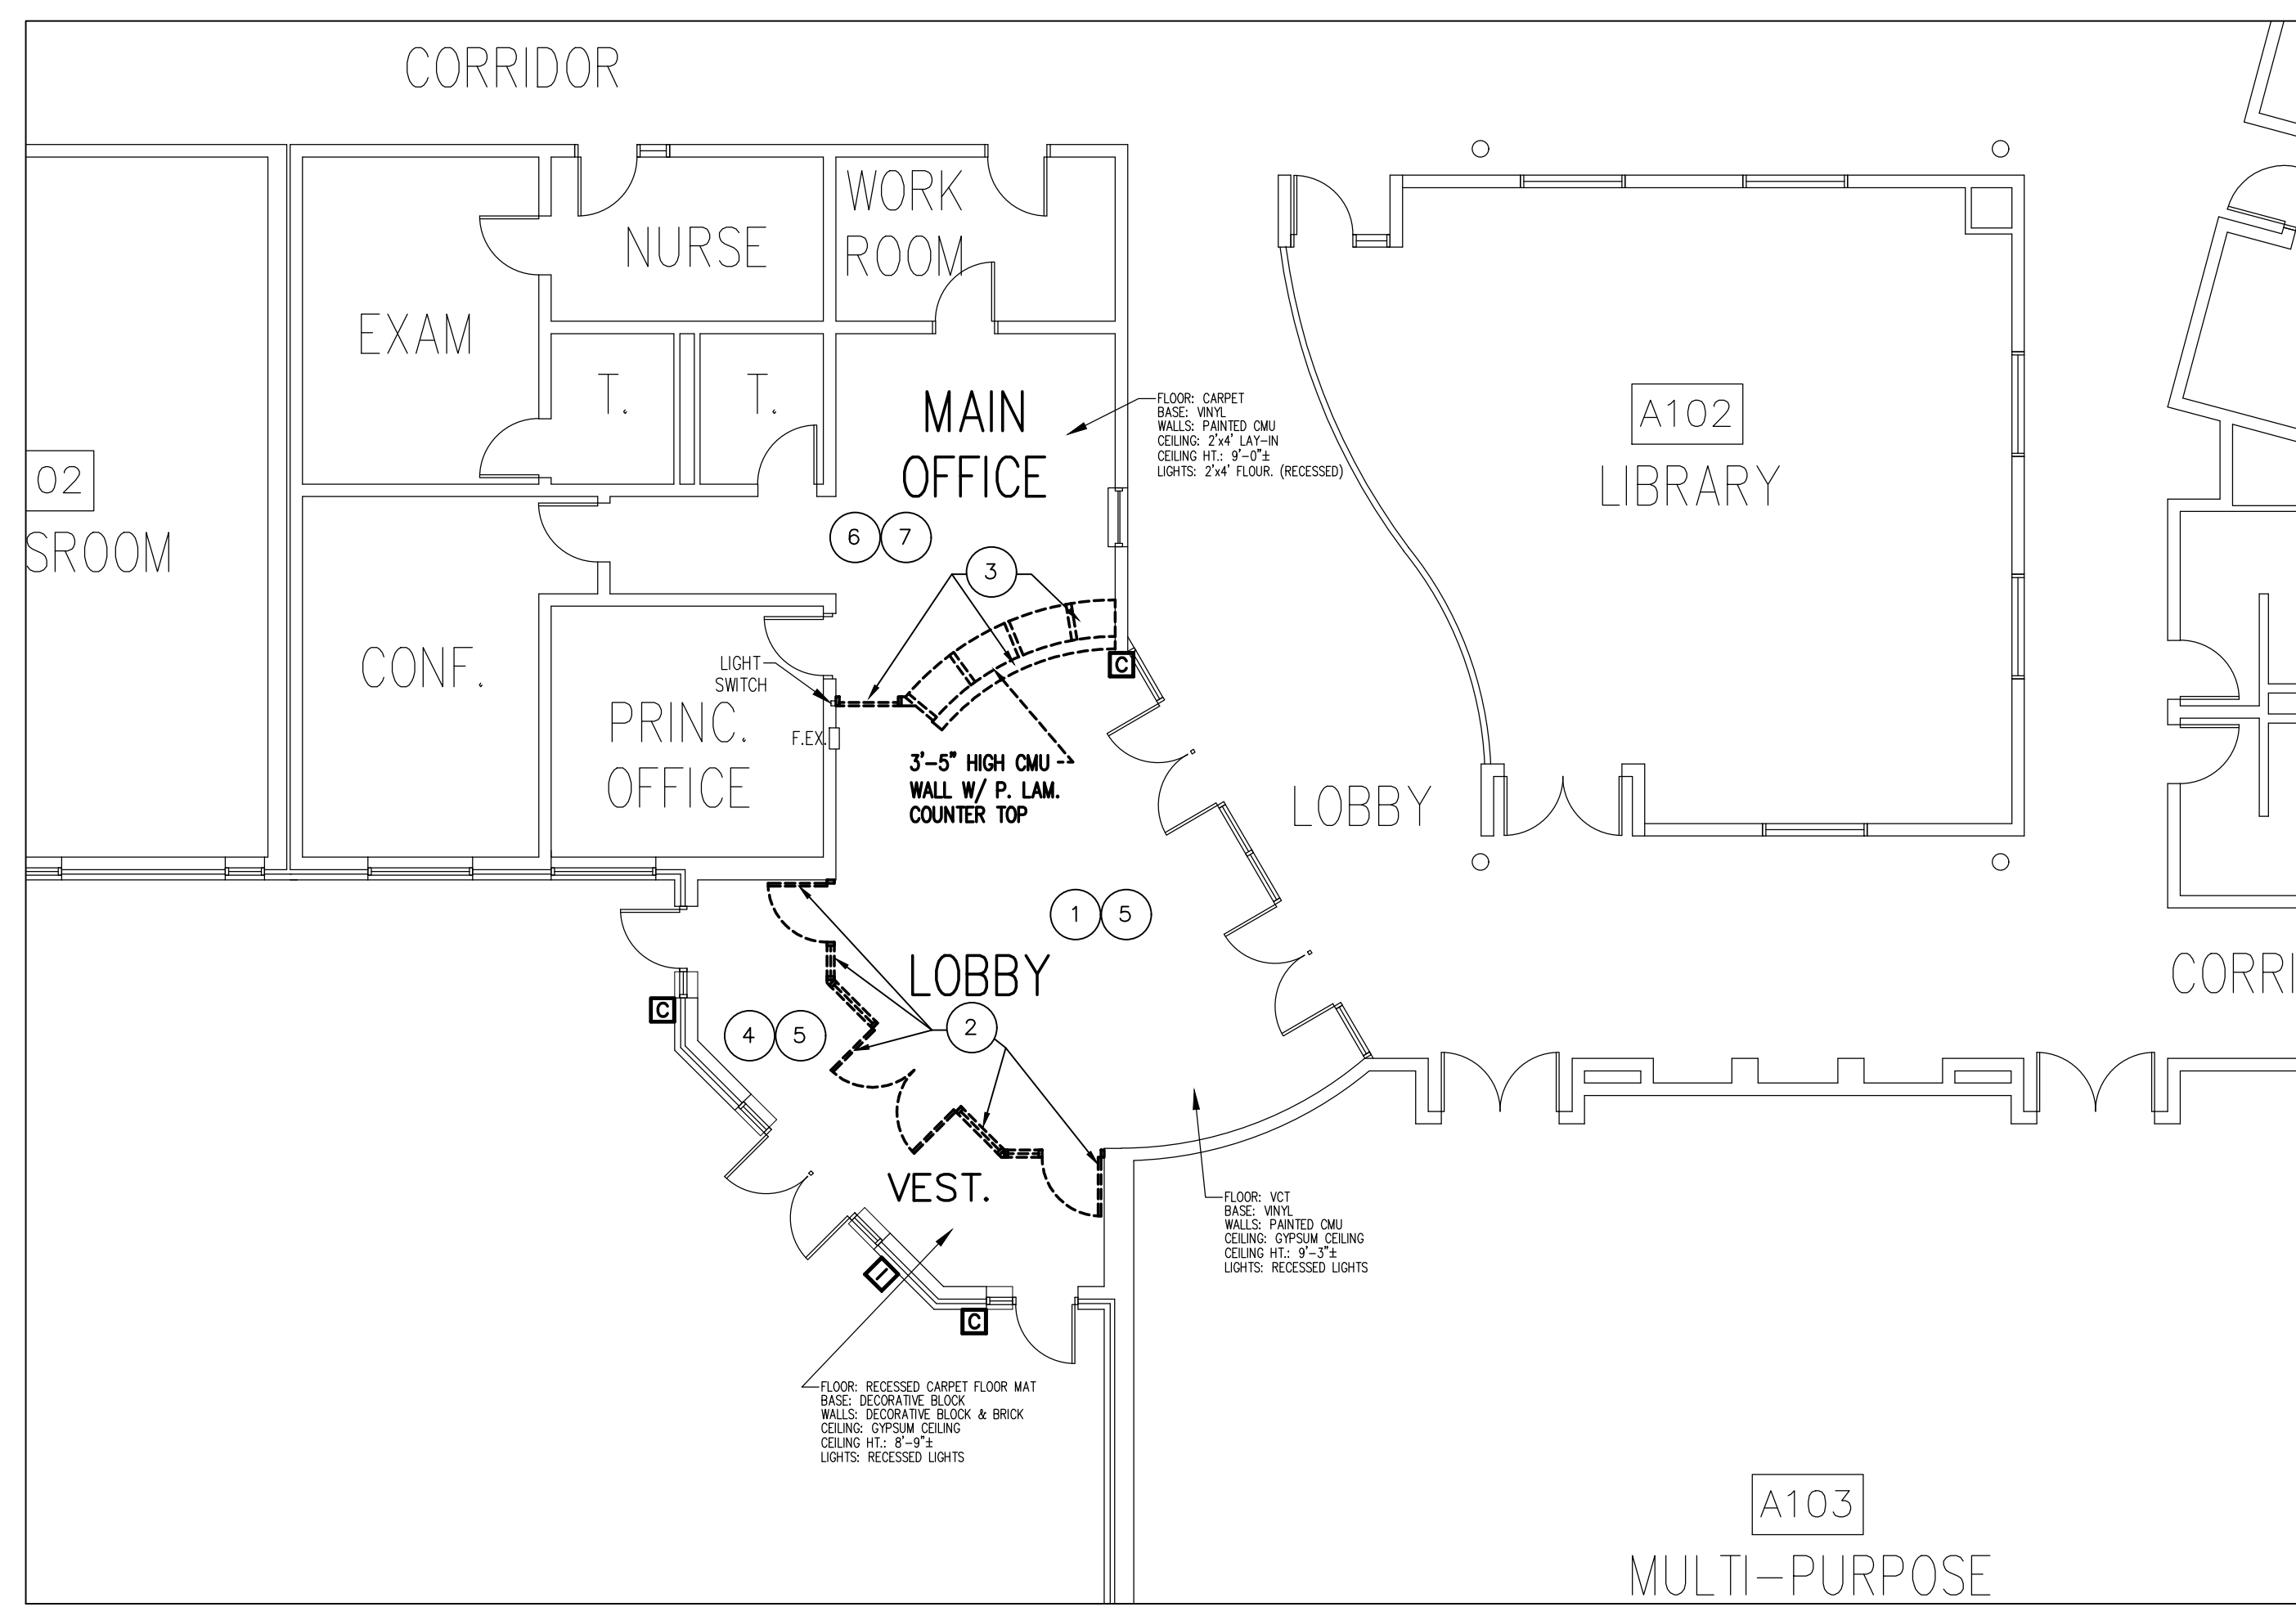 CORRIDOR
WORK
ROOM
NURSE
EXAM
T.
T.
MAIN
OFFICE
FLOOR: CARPET
BASE: VINYL
WALLS: PAINTED CMU
CEILING: 2'x4' LAY-IN
CEILING HT.: 9'-0"±
LIGHTS: 2'x4' FLOUR. (RECESSED)
A102
LIBRARY
02
SROOM
6
7
3
CONF.
LIGHT
SWITCH
C
PRINC.
OFFICE
F.EX.
3'-5" HIGH CMU
WALL W/ P. LAM.
COUNTER TOP
LOBBY
1
5
LOBBY
CORRI
C
4
5
2
VEST.
FLOOR: VCT
BASE: VINYL
WALLS: PAINTED CMU
CEILING: GYPSUM CEILING
CEILING HT.: 9'-3"±
LIGHTS: RECESSED LIGHTS
I
C
FLOOR: RECESSED CARPET FLOOR MAT
BASE: DECORATIVE BLOCK
WALLS: DECORATIVE BLOCK & BRICK
CEILING: GYPSUM CEILING
CEILING HT.: 8'-9"±
LIGHTS: RECESSED LIGHTS
A103
MULTI-PURPOSE